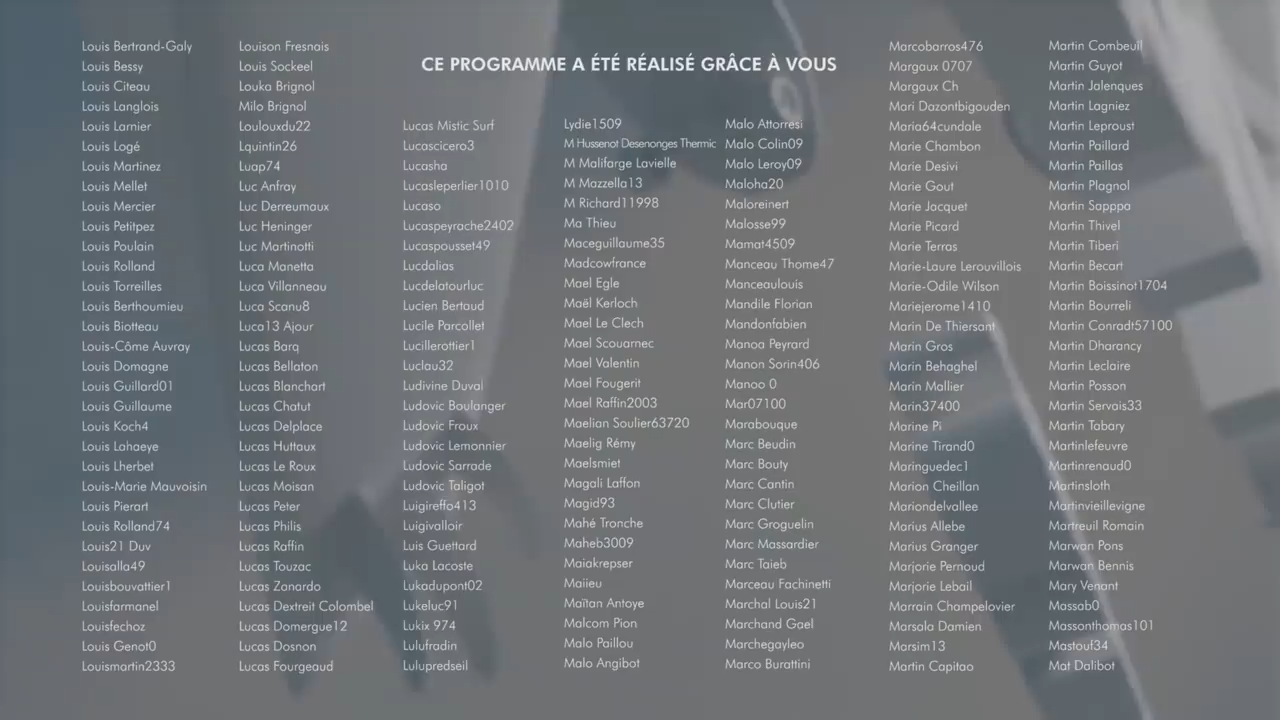 CE PROGRAMME A ÉTÉ RÉALISÉ GRÂCE À VOUS
Louis Bertrand-Galy
Louis Bessy
Louis Citeau
Louis Langlois
Louis Larnier
Louis Logé
Louis Martinez
Louis Mellet
Louis Mercier
Louis Petitpez
Louis Poulain
Louis Rolland
Louis Torreilles
Louis Berthoumieu
Louis Biotteau
Louis-Côme Auvray
Louis Domagne
Louis Guillard01
Louis Guillaume
Louis Koch4
Louis Lahaeye
Louis Lherbet
Louis-Marie Mauvoisin
Louis Pierart
Louis Rolland74
Louis21 Duv
Louisalla49
Louisbouvattier1
Louisfarmanel
Louisfechoz
Louis Genot0
Louismartin2333
Louison Fresnais
Louis Sockeel
Louka Brignol
Milo Brignol
Loulouxdu22
Lquintin26
Luap74
Luc Anfray
Luc Derreumaux
Luc Heninger
Luc Martinotti
Luca Manetta
Luca Villanneau
Luca Scanu8
Luca13 Ajour
Lucas Barq
Lucas Bellaton
Lucas Blanchart
Lucas Chatut
Lucas Delplace
Lucas Huttaux
Lucas Le Roux
Lucas Moisan
Lucas Peter
Lucas Philis
Lucas Raffin
Lucas Touzac
Lucas Zanardo
Lucas Dextreit Colombel
Lucas Domergue12
Lucas Dosnon
Lucas Fourgeaud
Lucas Mistic Surf
Lucascicero3
Lucasha
Lucasleperlier1010
Lucaso
Lucaspeyrache2402
Lucaspousset49
Lucdalias
Lucdelatourluc
Lucien Bertaud
Lucile Parcollet
Lucillerottier1
Luclau32
Ludivine Duval
Ludovic Boulanger
Ludovic Froux
Ludovic Lemonnier
Ludovic Sarrade
Ludovic Taligot
Luigireffo413
Luigivalloir
Luis Guettard
Luka Lacoste
Lukadupont02
Lukeluc91
Lukix 974
Lulufradin
Lulupredseil
Lydie1509
M Hussenot Desenonges Thermic
M Malifarge Lavielle
M Mazzella13
M Richard11998
Ma Thieu
Maceguillaume35
Madcowfrance
Mael Egle
Maël Kerloch
Mael Le Clech
Mael Scouarnec
Mael Valentin
Mael Fougerit
Mael Raffin2003
Maelian Soulier63720
Maelig Rémy
Maelsmiet
Magali Laffon
Magid93
Mahé Tronche
Maheb3009
Maiakrepser
Maiieu
Maïtan Antoye
Malcom Pion
Malo Paillou
Malo Angibot
Malo Attorresi
Malo Colin09
Malo Leroy09
Maloha20
Maloreinert
Malosse99
Mamat4509
Manceau Thome47
Manceaulouis
Mandile Florian
Mandonfabien
Manoa Peyrard
Manon Sorin406
Manoo 0
Mar07100
Marabouque
Marc Beudin
Marc Bouty
Marc Cantin
Marc Clutier
Marc Groguelin
Marc Massardier
Marc Taieb
Marceau Fachinetti
Marchal Louis21
Marchand Gael
Marchegayleo
Marco Burattini
Marcobarros476
Margaux 0707
Margaux Ch
Mari Dazontbigouden
Maria64cundale
Marie Chambon
Marie Desivi
Marie Gout
Marie Jacquet
Marie Picard
Marie Terras
Marie-Laure Lerouvillois
Marie-Odile Wilson
Mariejerome1410
Marin De Thiersant
Marin Gros
Marin Behaghel
Marin Mallier
Marin37400
Marine Pi
Marine Tirand0
Maringuedec1
Marion Cheillan
Mariondelvallee
Marius Allebe
Marius Granger
Marjorie Pernoud
Marjorie Lebail
Marrain Champelovier
Marsala Damien
Marsim13
Martin Capitao
Martin Combeuil
Martin Guyot
Martin Jalenques
Martin Lagniez
Martin Leproust
Martin Paillard
Martin Paillas
Martin Plagnol
Martin Sapppa
Martin Thivel
Martin Tiberi
Martin Becart
Martin Boissinot1704
Martin Bourreli
Martin Conradt57100
Martin Dharancy
Martin Leclaire
Martin Posson
Martin Servais33
Martin Tabary
Martinlefeuvre
Martinrenaud0
Martinsloth
Martinvieillevigne
Martreuil Romain
Marwan Pons
Marwan Bennis
Mary Venant
Massab0
Massonthomas101
Mastoul34
Mat Dalibot